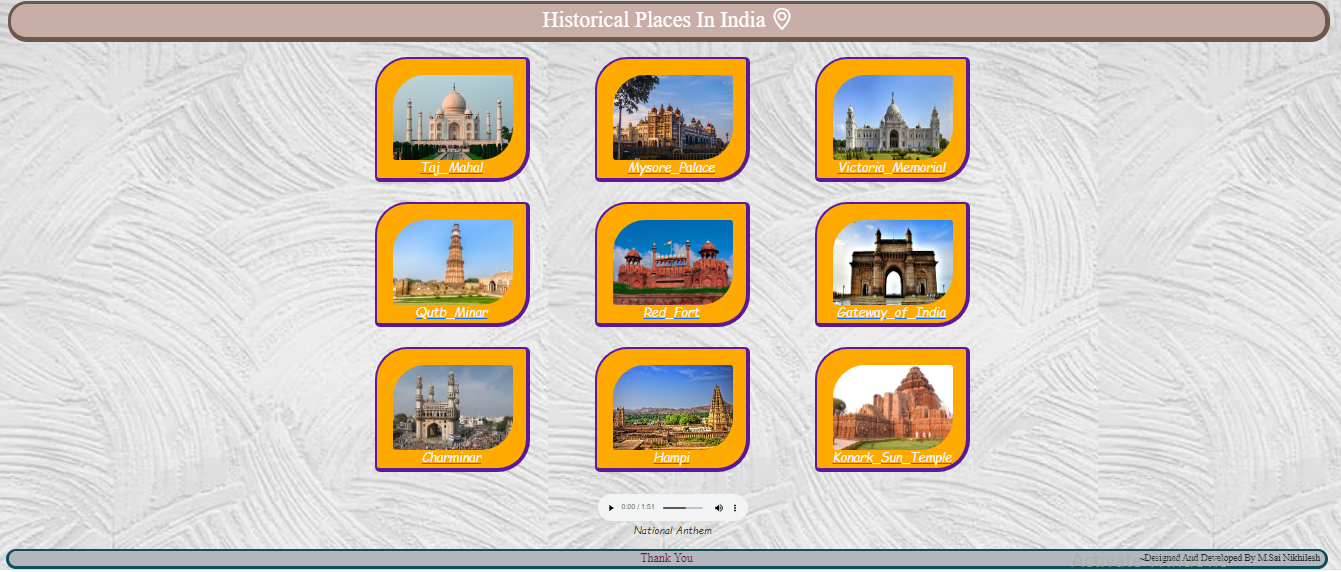 Historical Places In India
Taj_Mahal
Mysore_Palace
Victoria_Memorial
Qutb_Minar
Red_Fort
Gateway_of_India
Charminar
Hampi
Konark_Sun_Temple
0:00 / 1:51
National Anthem
Thank You
~Designed And Developed By M.Sai Nikhilesh